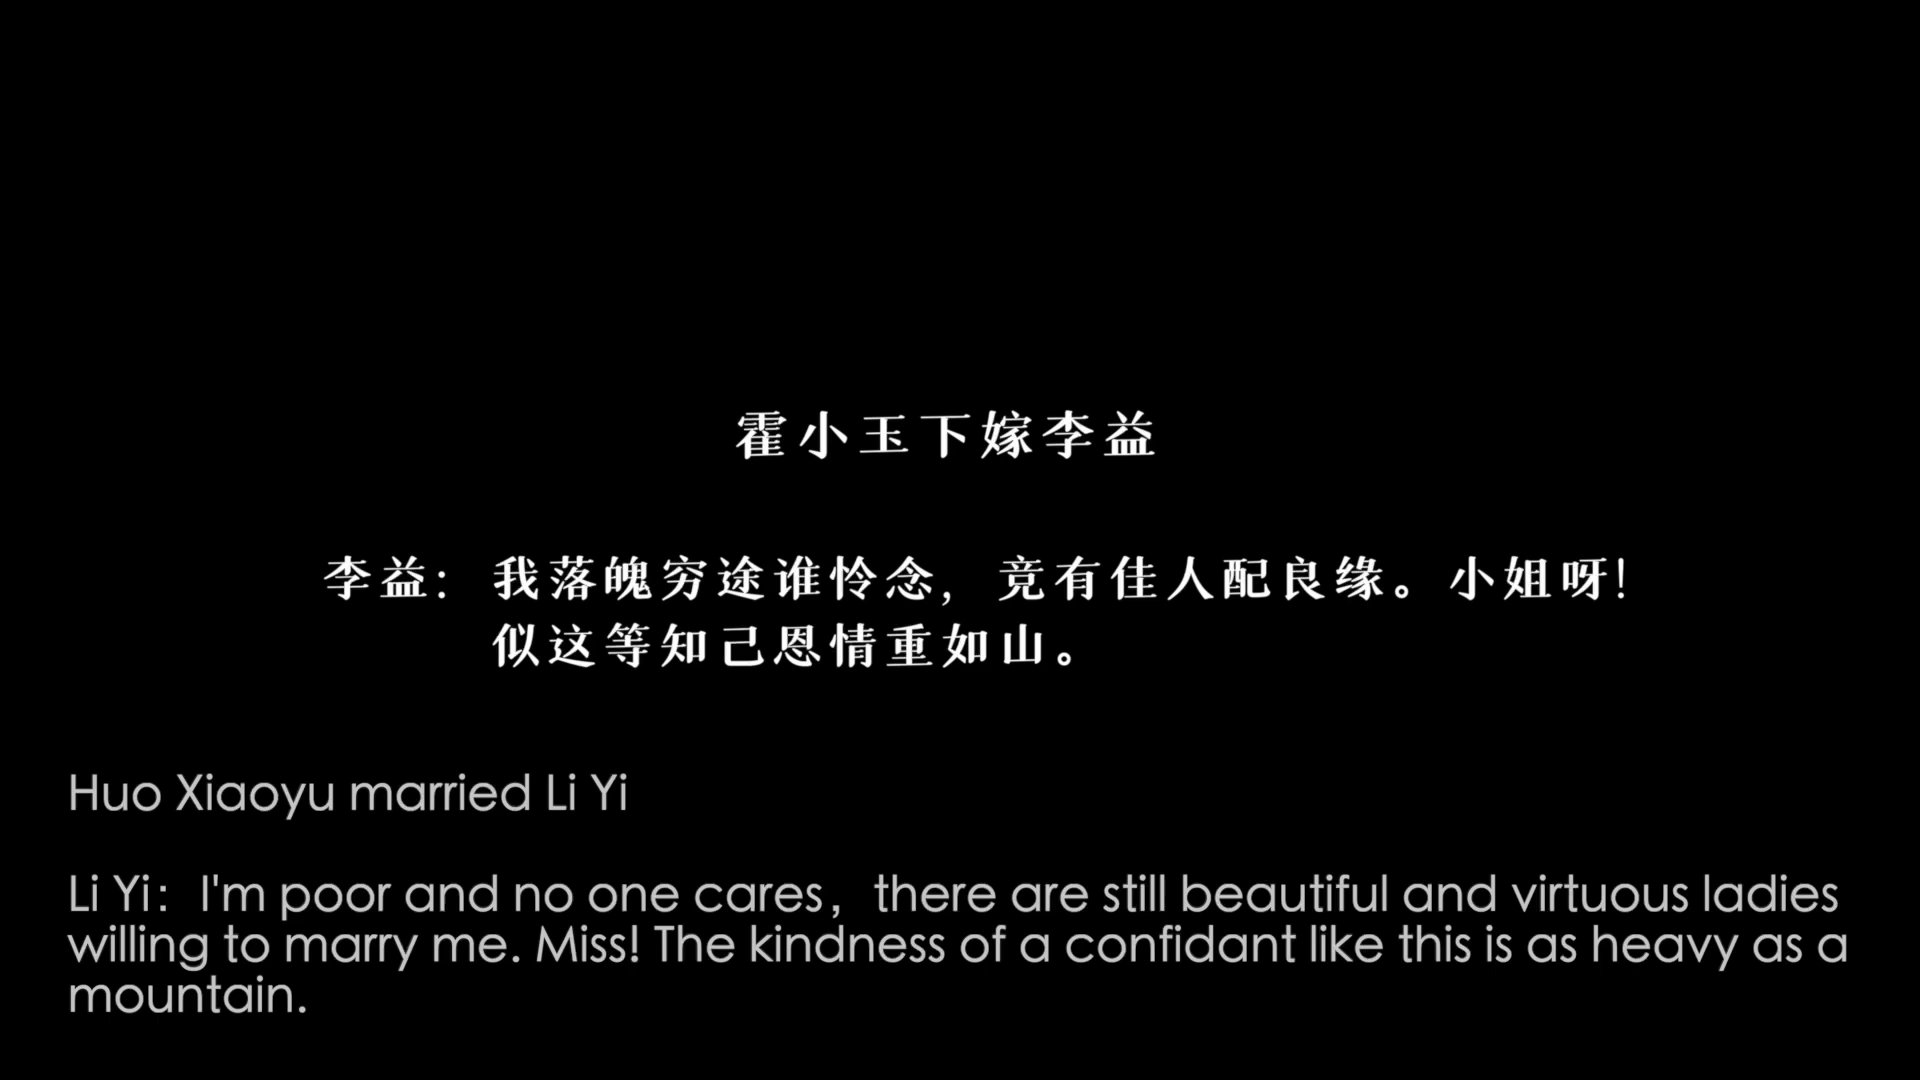 霍小玉下嫁李益
李益：我落魄穷途谁怜念，竞有佳人配良缘。小姐呀！
似这等知己恩情重如山。
Huo Xiaoyu married Li Yi
Li Yi：I'm poor and no one cares，there are still beautiful and virtuous ladies
willing to marry me. Miss! The kindness of a confidant like this is as heavy as a
mountain.